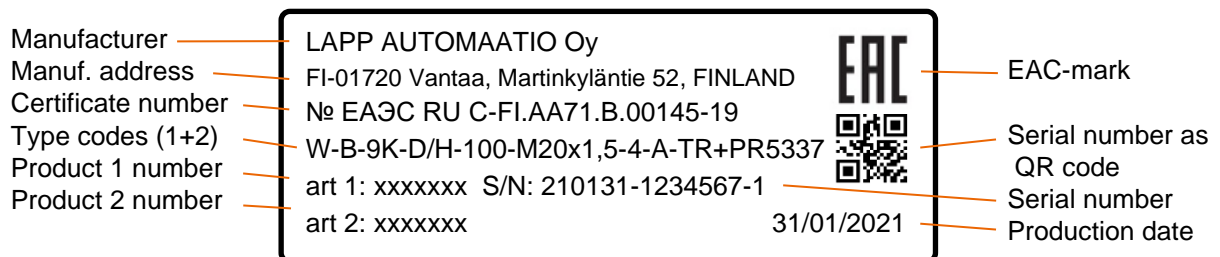 Manufacturer
Manuf. address
Certificate number
Type codes (1+2)
Product 1 number
Product 2 number
LAPP AUTOMAATIO Oy
FI-01720 Vantaa, Martinkyläntie 52, FINLAND
№ ЕАЭС RU C-FI.AA71.B.00145-19
W-B-9K-D/H-100-M20x1,5-4-A-TR+PR5337
art 1: xxxxxxx S/N: 210131-1234567-1
art 2: xxxxxxx 31/01/2021
EAC
EAC-mark
Serial number as
QR code
Serial number
Production date